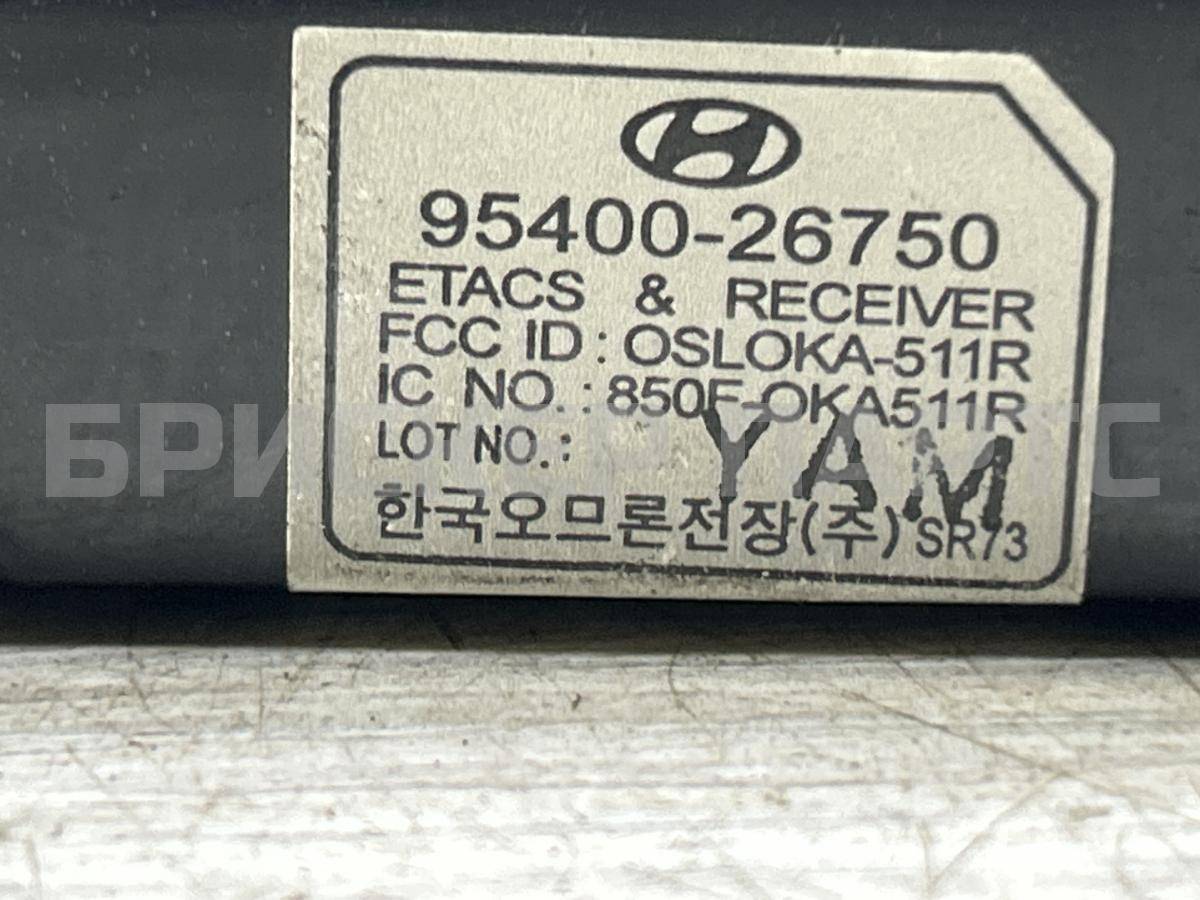 95400-26750
ETACS & RECEIVER
FCC ID : OSLOKA-511R
IC NO. : 850F-OKA511R
LOT NO. : YAM
한국오므론전장(주) SR73